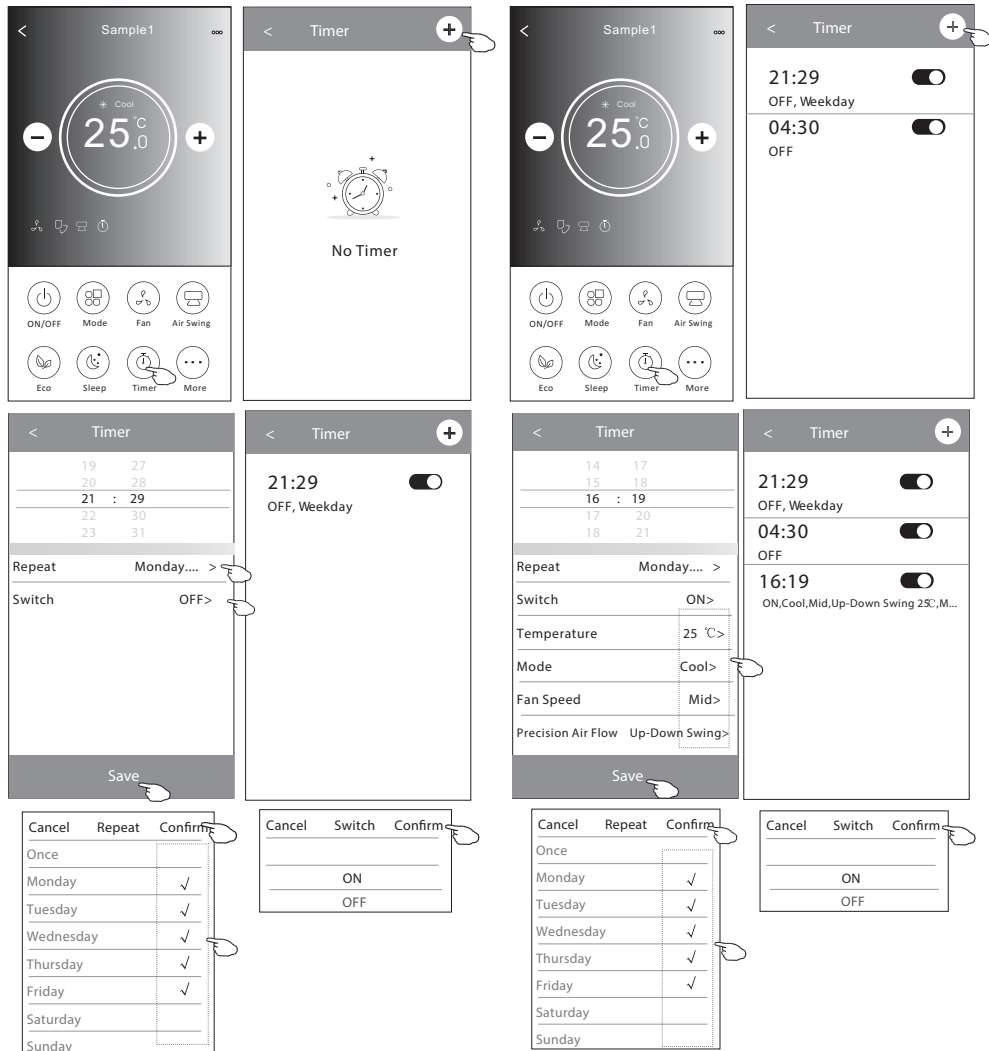 < Sample1 ooo
Cool
25 °C .0
− +
ON/OFF Mode Fan Air Swing
Eco Sleep Timer More
< Timer +
No Timer
< Sample1 ooo
Cool
25 °C .0
− +
ON/OFF Mode Fan Air Swing
Eco Sleep Timer More
< Timer +
21:29
OFF, Weekday
04:30
OFF
< Timer
19 27
20 28
21 : 29
22 30
23 31
Repeat Monday.... >
Switch OFF>
Save
< Timer +
21:29
OFF, Weekday
< Timer
14 17
15 18
16 : 19
17 20
18 21
Repeat Monday.... >
Switch ON>
Temperature 25 ℃>
Mode Cool>
Fan Speed Mid>
Precision Air Flow Up-Down Swing>
Save
< Timer +
21:29
OFF, Weekday
04:30
OFF
16:19
ON,Cool,Mid,Up-Down Swing 25℃,M...
Cancel Repeat Confirm
Once
Monday √
Tuesday √
Wednesday √
Thursday √
Friday √
Saturday
Sunday
Cancel Switch Confirm
ON
OFF
Cancel Repeat Confirm
Once
Monday √
Tuesday √
Wednesday √
Thursday √
Friday √
Saturday
Sunday
Cancel Switch Confirm
ON
OFF